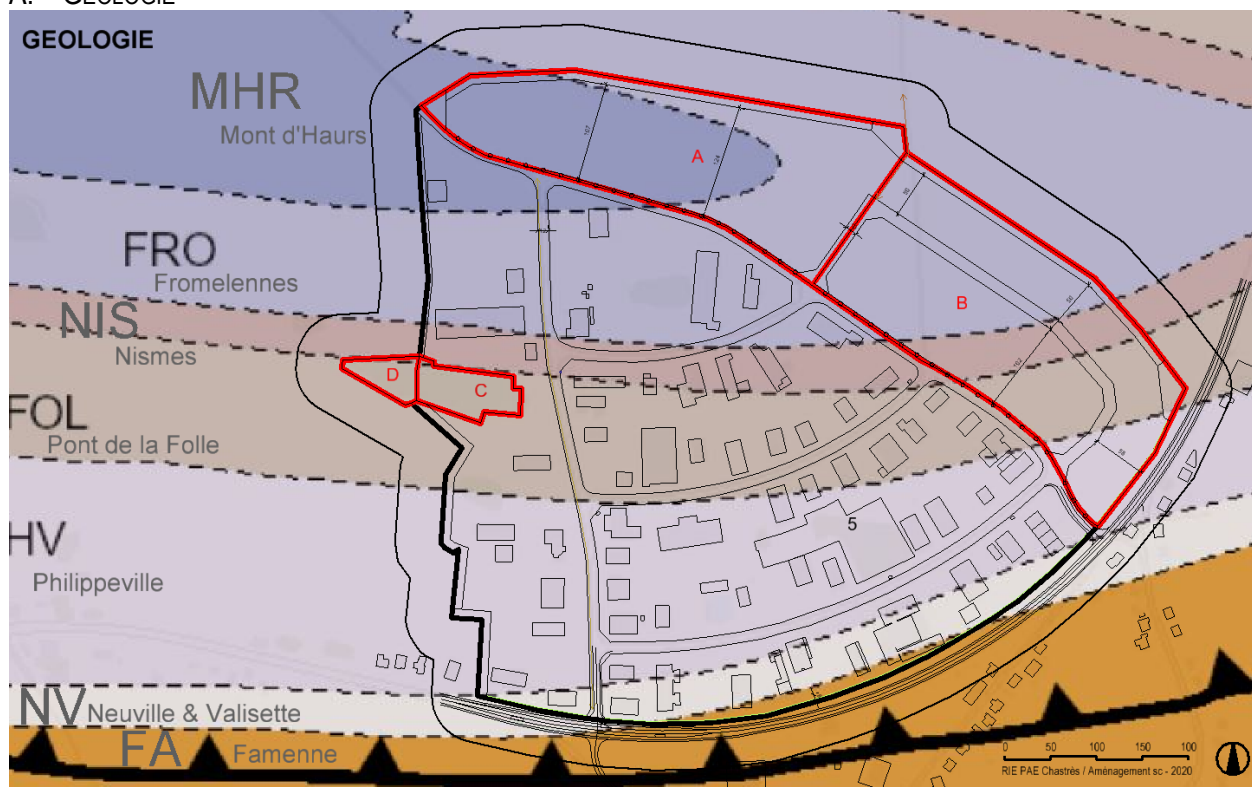 A. GEOLOGIE
GEOLOGIE
MHR
Mont d'Haurs
A
FRO
Fromelennes
B
NIS
Nismes
D
C
FOL
Pont de la Folle
5
HV
Philippeville
NV Neuville & Valisette
FA Famenne
0 50 100 150 100
RIE PAE Chastrès / Aménagement sc - 2020